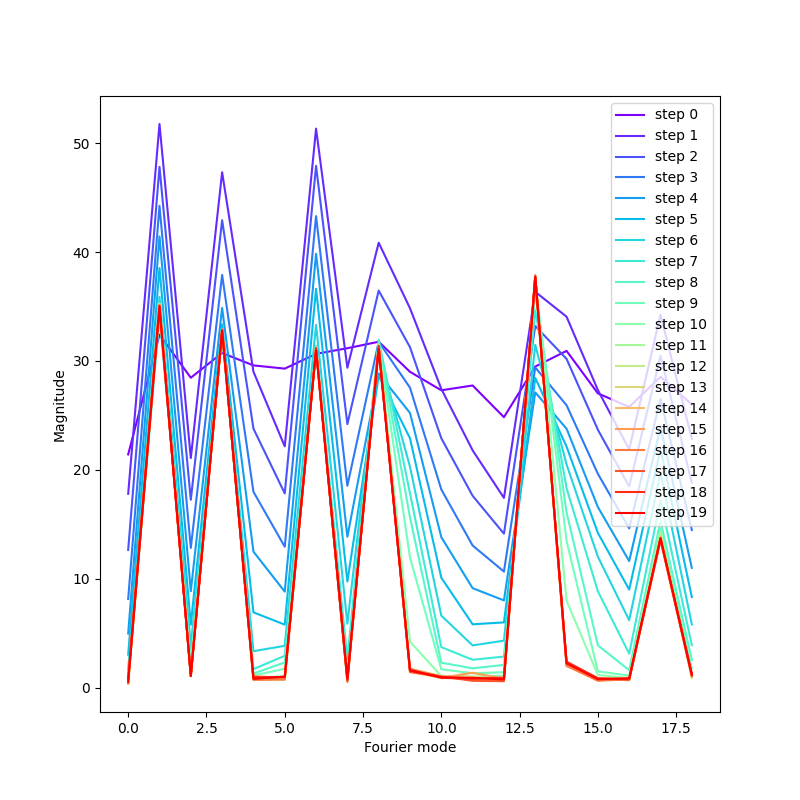 50
40
30
20
10
0
Magnitude
0.0 2.5 5.0 7.5 10.0 12.5 15.0 17.5
Fourier mode
step 0
step 1
step 2
step 3
step 4
step 5
step 6
step 7
step 8
step 9
step 10
step 11
step 12
step 13
step 14
step 15
step 16
step 17
step 18
step 19